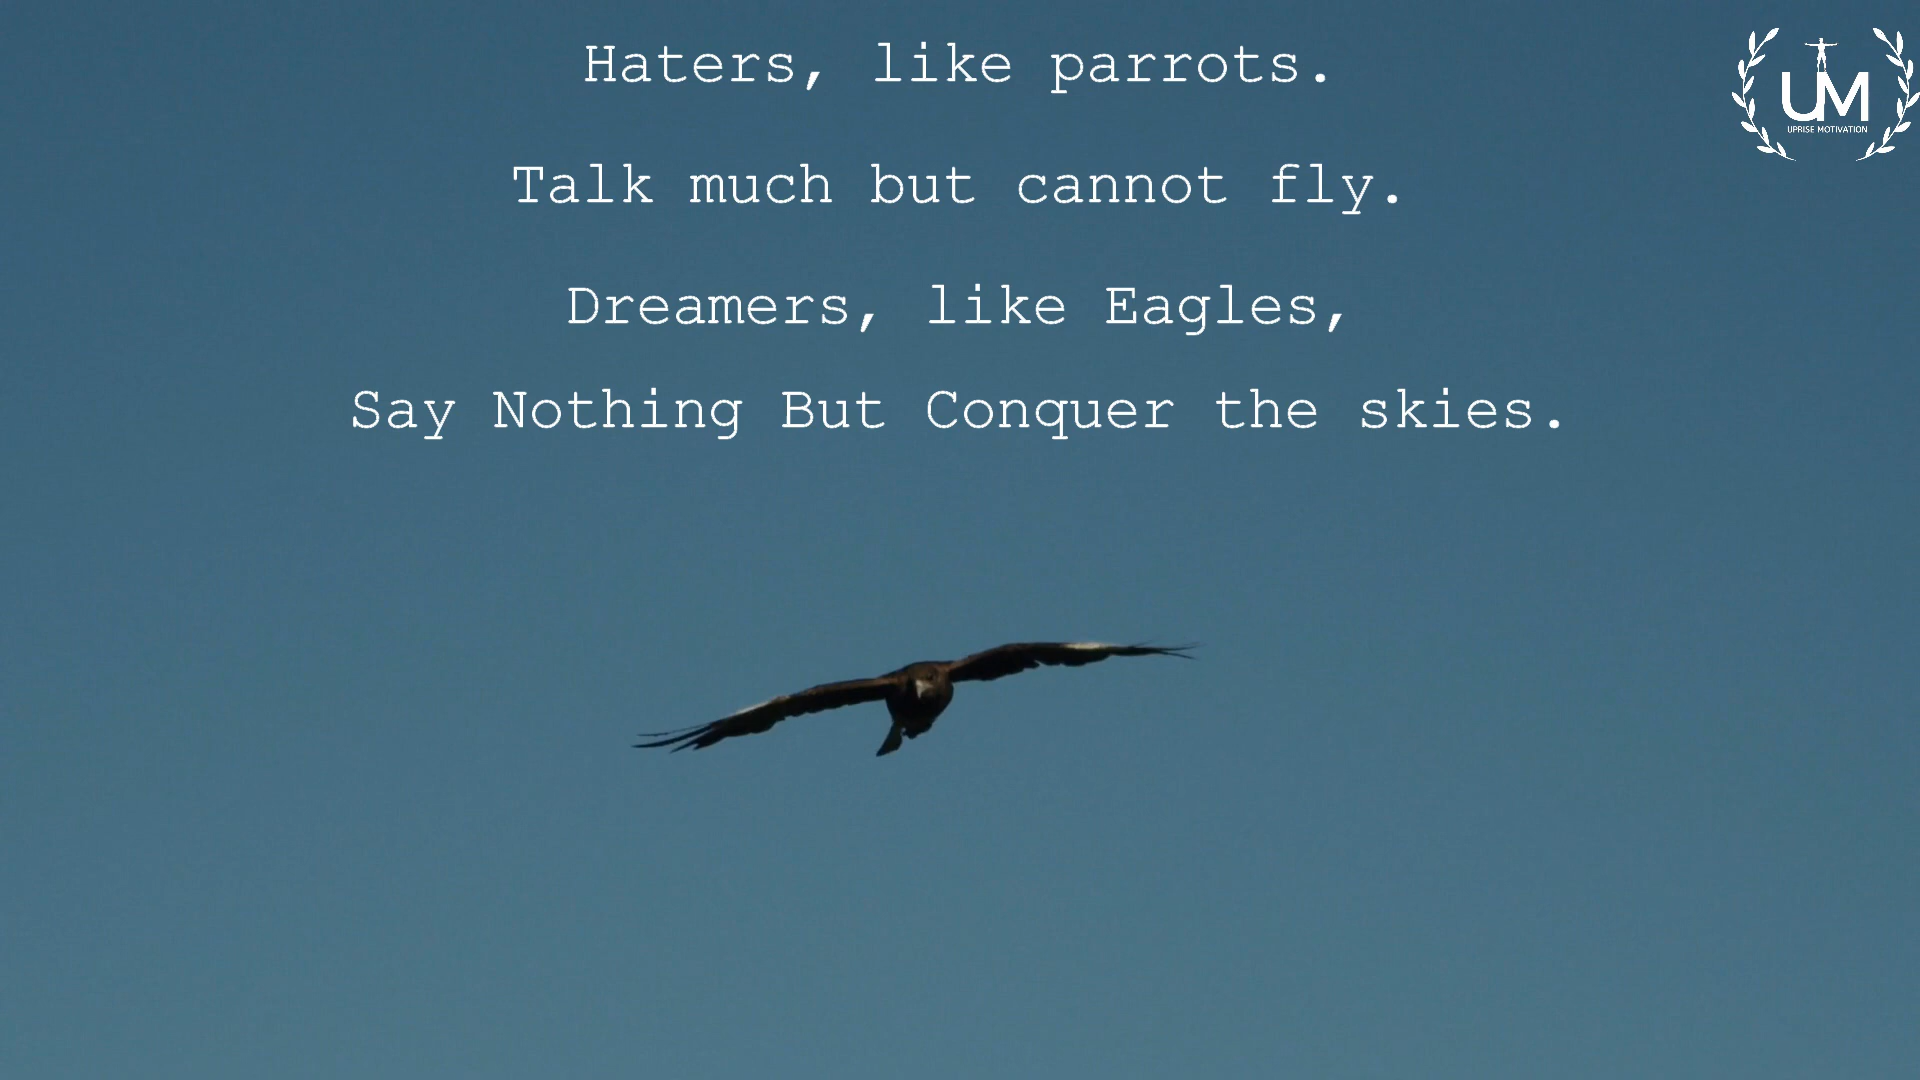 Haters, like parrots.
Talk much but cannot fly.
Dreamers, like Eagles,
Say Nothing But Conquer the skies.
UM
UPRISE MOTIVATION